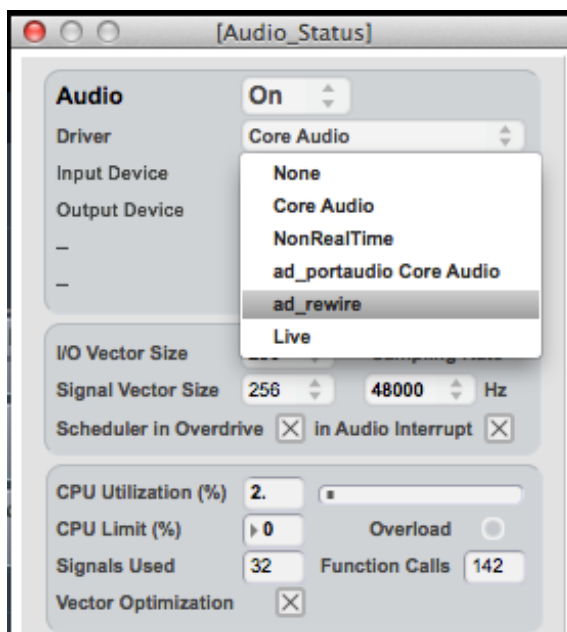 [Audio_Status]
Audio On
Driver Core Audio
Input Device None
Output Device Core Audio
– NonRealTime
ad_portaudio Core Audio
– ad_rewire
Live
I/O Vector Size
Signal Vector Size 256 48000 Hz
Scheduler in Overdrive in Audio Interrupt
CPU Utilization (%) 2.
CPU Limit (%) 0 Overload
Signals Used 32 Function Calls 142
Vector Optimization